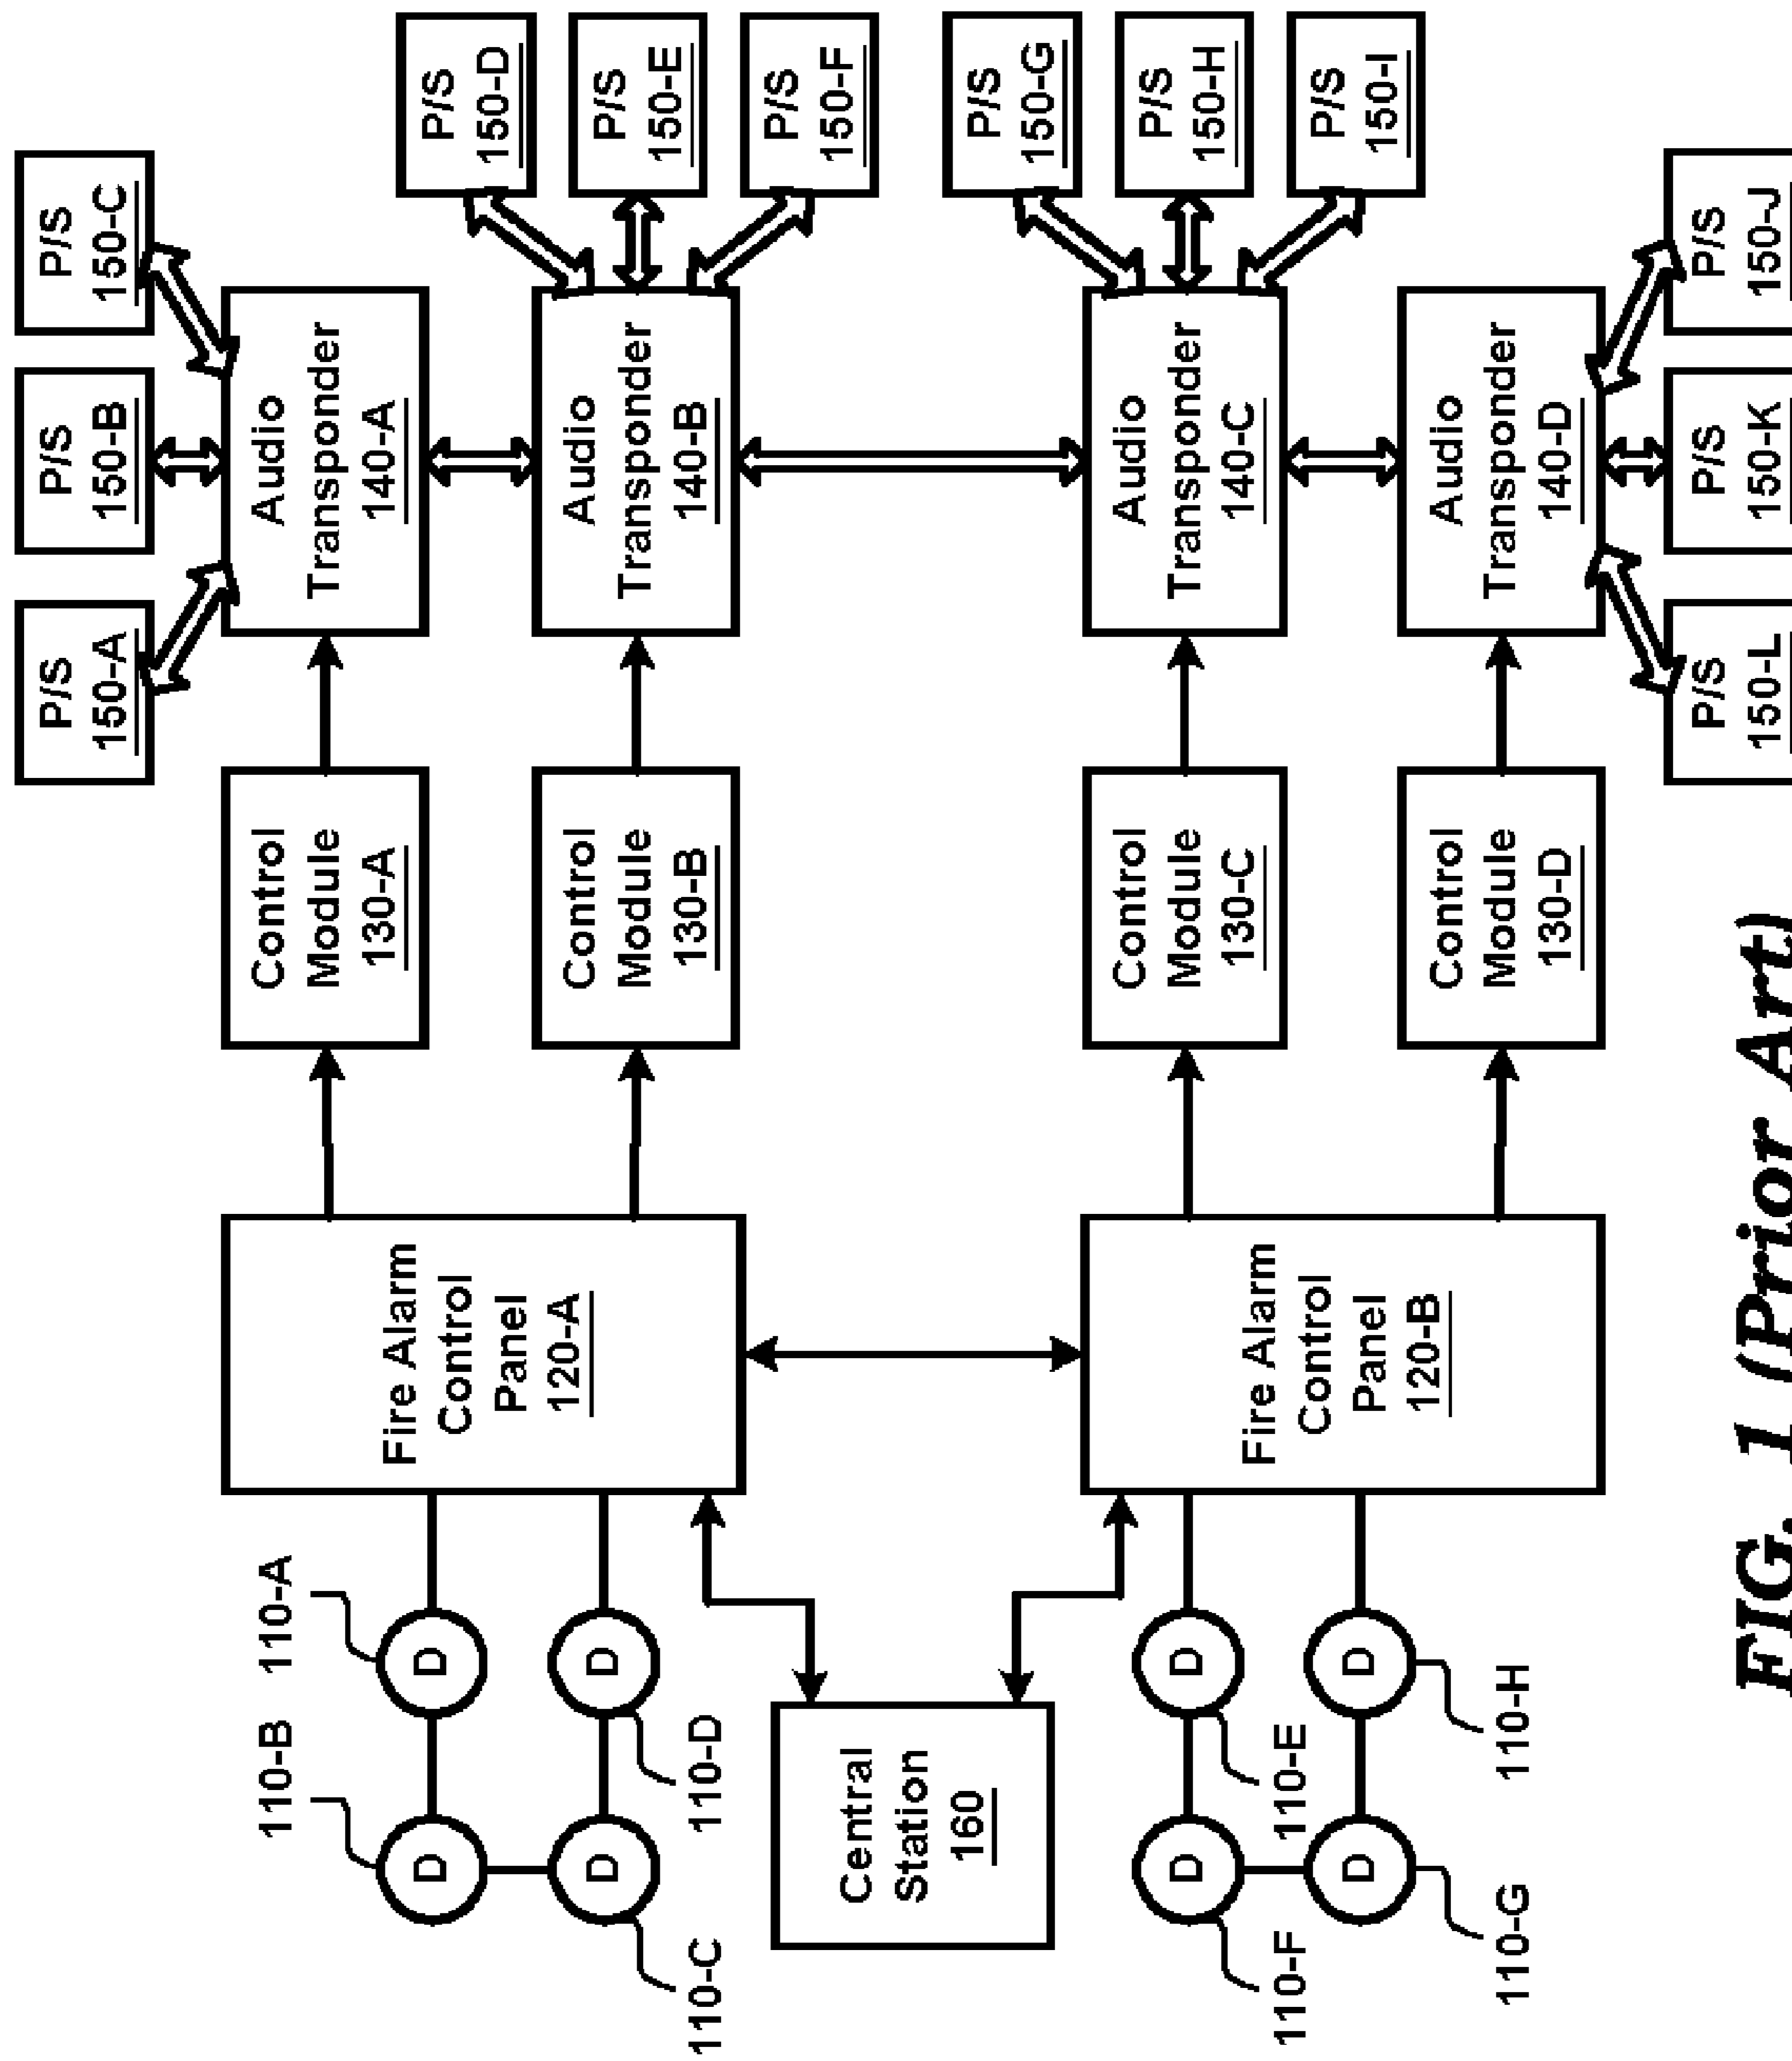 P/S
150-A
P/S
150-B
P/S
150-C
110-B
110-A
D
D
D
D
110-C
110-D
Fire Alarm
Control
Panel
120-A
Control
Module
130-A
Audio
Transponder
140-A
Control
Module
130-B
Audio
Transponder
140-B
P/S
150-D
P/S
150-E
P/S
150-F
Central
Station
160
D
D
D
D
110-F
110-E
110-G
110-H
Fire Alarm
Control
Panel
120-B
Control
Module
130-C
Audio
Transponder
140-C
Control
Module
130-D
Audio
Transponder
140-D
P/S
150-G
P/S
150-H
P/S
150-I
P/S
150-L
P/S
150-K
P/S
150-J
FIG. 1 (Prior Art)